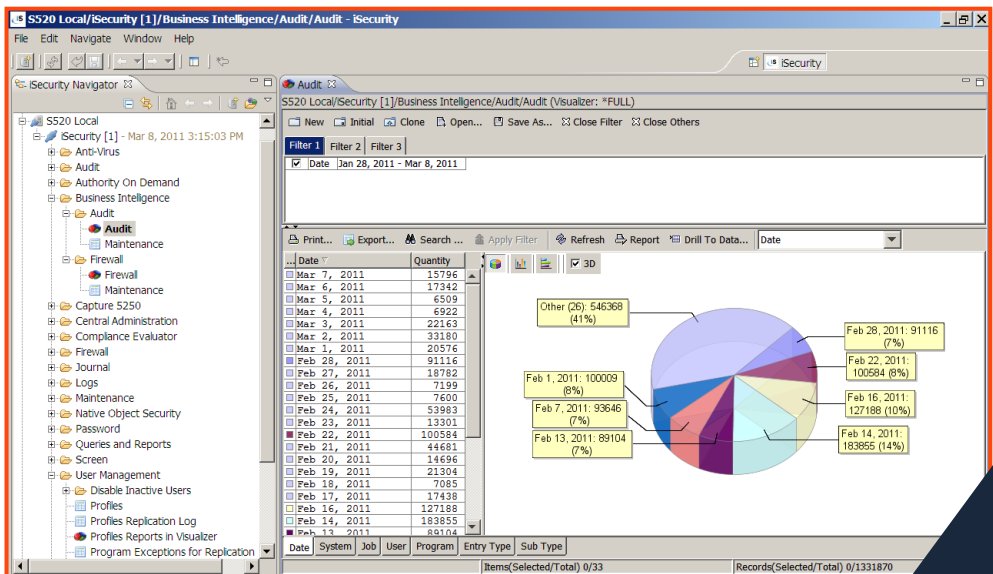 S520 Local/iSecurity [1]/Business Intelligence/Audit/Audit - iSecurity
File Edit Navigate Window Help
iSecurity
iSecurity Navigator
S520 Local
iSecurity [1] - Mar 8, 2011 3:15:03 PM
Anti-Virus
Audit
Authority On Demand
Business Intelligence
Audit
Audit
Maintenance
Firewall
Firewall
Maintenance
Capture 5250
Central Administration
Compliance Evaluator
Firewall
Journal
Logs
Maintenance
Native Object Security
Password
Queries and Reports
Screen
User Management
Disable Inactive Users
Profiles
Profiles Replication Log
Profiles Reports in Visualizer
Program Exceptions for Replication
Audit
S520 Local/iSecurity [1]/Business Intelligence/Audit/Audit (Visualizer: *FULL)
New Initial Clone Open... Save As... Close Filter Close Others
Filter 1 Filter 2 Filter 3
Date Jan 28, 2011 - Mar 8, 2011
Print... Export... Search ... Apply Filter Refresh Report Drill To Data... Date
... Date Quantity
3D
Mar 7, 2011 15796
Mar 6, 2011 17342
Mar 5, 2011 6509
Mar 4, 2011 6922
Mar 3, 2011 22163
Mar 2, 2011 33180
Mar 1, 2011 20576
Feb 28, 2011 91116
Feb 27, 2011 18782
Feb 26, 2011 7199
Feb 25, 2011 7600
Feb 24, 2011 53983
Feb 23, 2011 13301
Feb 22, 2011 100584
Feb 21, 2011 44681
Feb 20, 2011 14696
Feb 19, 2011 21304
Feb 18, 2011 7085
Feb 17, 2011 17438
Feb 16, 2011 127188
Feb 14, 2011 183855
Feb 13, 2011 89104
Other (26): 546368
(41%)
Feb 28, 2011: 91116
(7%)
Feb 22, 2011:
100584 (8%)
Feb 16, 2011:
127188 (10%)
Feb 14, 2011:
183855 (14%)
Feb 13, 2011: 89104
(7%)
Feb 7, 2011: 93646
(7%)
Feb 1, 2011: 100009
(8%)
Date System Job User Program Entry Type Sub Type
Items(Selected/Total) 0/33
Records(Selected/Total) 0/1331870